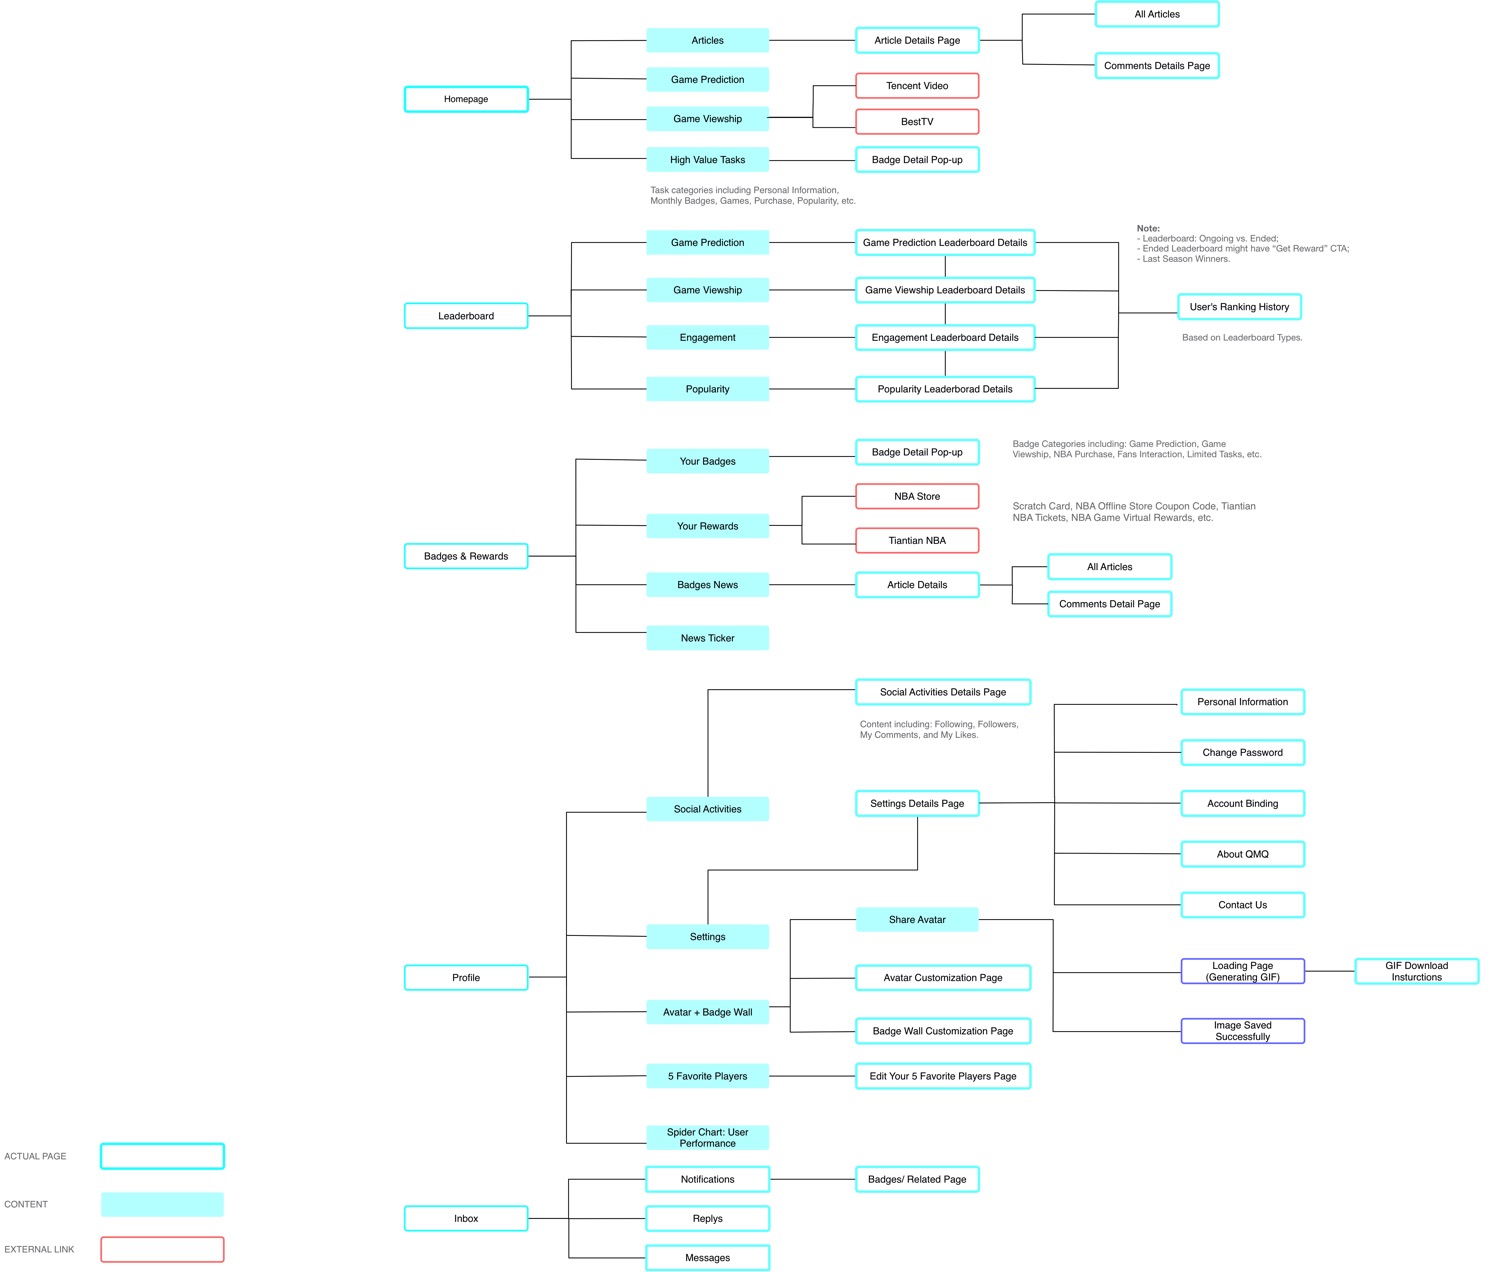 Homepage
Articles
Game Prediction
Game Viewship
High Value Tasks
Article Details Page
All Articles
Comments Details Page
Tencent Video
BestTV
Badge Detail Pop-up
Task categories including Personal Information,
Monthly Badges, Games, Purchase, Popularity, etc.
Leaderboard
Game Prediction
Game Viewship
Engagement
Popularity
Game Prediction Leaderboard Details
Game Viewship Leaderboard Details
Engagement Leaderboard Details
Popularity Leaderborad Details
Note:
- Leaderboard: Ongoing vs. Ended;
- Ended Leaderboard might have “Get Reward” CTA;
- Last Season Winners.
User's Ranking History
Based on Leaderboard Types.
Badges & Rewards
Your Badges
Your Rewards
Badges News
News Ticker
Badge Detail Pop-up
Badge Categories including: Game Prediction, Game
Viewship, NBA Purchase, Fans Interaction, Limited Tasks, etc.
NBA Store
Tiantian NBA
Scratch Card, NBA Offline Store Coupon Code, Tiantian
NBA Tickets, NBA Game Virtual Rewards, etc.
Article Details
All Articles
Comments Detail Page
Profile
Social Activities
Settings
Avatar + Badge Wall
5 Favorite Players
Spider Chart: User
Performance
Social Activities Details Page
Content including: Following, Followers,
My Comments, and My Likes.
Settings Details Page
Personal Information
Change Password
Account Binding
About QMQ
Contact Us
Share Avatar
Avatar Customization Page
Badge Wall Customization Page
Loading Page
(Generating GIF)
GIF Download
Insturctions
Image Saved
Successfully
Edit Your 5 Favorite Players Page
Inbox
Notifications
Replys
Messages
Badges/ Related Page
ACTUAL PAGE
CONTENT
EXTERNAL LINK